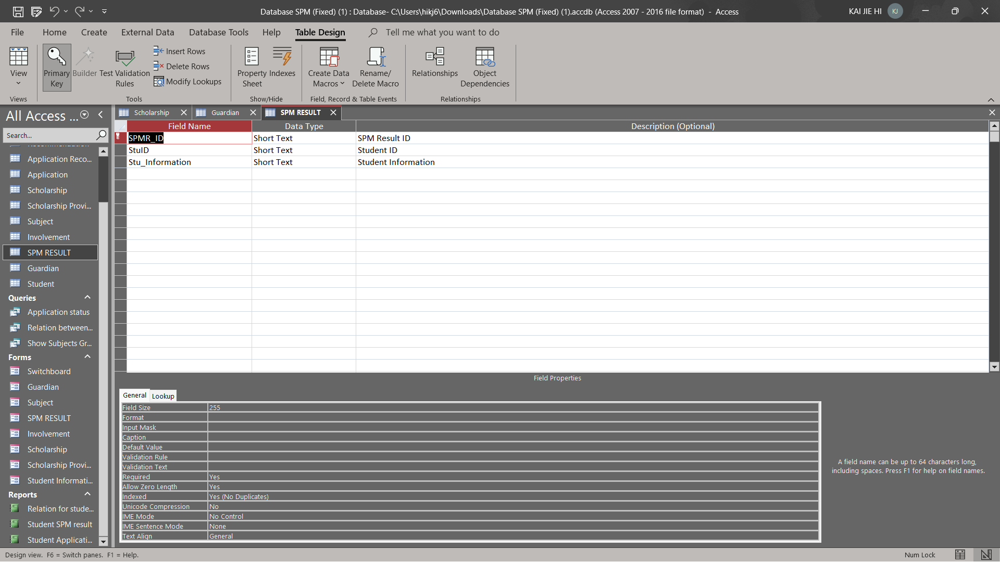 Database SPM (Fixed) (1) : Database- C:\Users\hikj6\Downloads\Database SPM (Fixed) (1).accdb (Access 2007 - 2016 file format) - Access
KAI JIE HI
KJ
File
Home
Create
External Data
Database Tools
Help
Table Design
Tell me what you want to do
View
Primary Key
Builder
Test Validation Rules
Insert Rows
Delete Rows
Modify Lookups
Property Sheet
Indexes
Create Data Macros
Rename/ Delete Macro
Relationships
Object Dependencies
Views
Tools
Show/Hide
Field, Record & Table Events
Relationships
All Access ...
Search...
Application Reco...
Application
Scholarship
Scholarship Provi...
Subject
Involvement
SPM RESULT
Guardian
Student
Queries
Application status
Relation between...
Show Subjects Gr...
Forms
Switchboard
Guardian
Subject
SPM RESULT
Involvement
Scholarship
Scholarship Provi...
Student Informati...
Reports
Relation for stude...
Student SPM result
Student Applicati...
Scholarship
Guardian
SPM RESULT
Field Name Data Type Description (Optional)
SPMR_ID Short Text SPM Result ID
StuID Short Text Student ID
Stu_Information Short Text Student Information
Field Properties
General
Lookup
Field Size 255
Format
Input Mask
Caption
Default Value
Validation Rule
Validation Text
Required Yes
Allow Zero Length Yes
Indexed Yes (No Duplicates)
Unicode Compression No
IME Mode No Control
IME Sentence Mode None
Text Align General
A field name can be up to 64 characters long,
including spaces. Press F1 for help on field names.
Design view. F6 = Switch panes. F1 = Help.
Num Lock